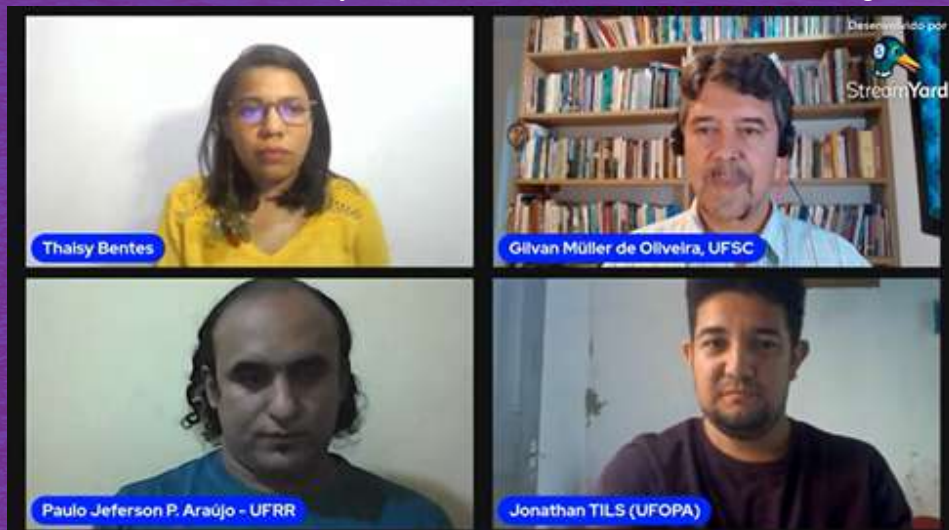 Desenvolvido por
StreamYard
Thaisy Bentes
Gilvan Müller de Oliveira, UFSC
Paulo Jeferson P. Araújo - UFRR
Jonathan TILS (UFOPA)